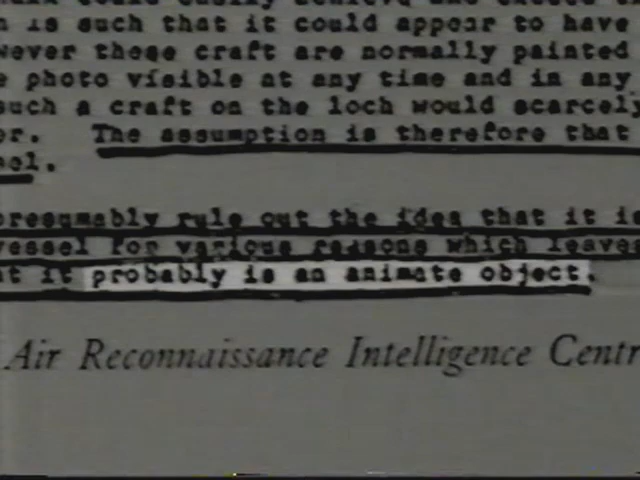 is such that it could appear to have
these craft are normally painted
photo visible at any time and in any
such a craft on the loch would scarcely
er. The assumption is therefore that
sel.
presumably rule out the idea that it is
vessel for various reasons which leaves
at it probably is an animate object.
Air Reconnaissance Intelligence Centr